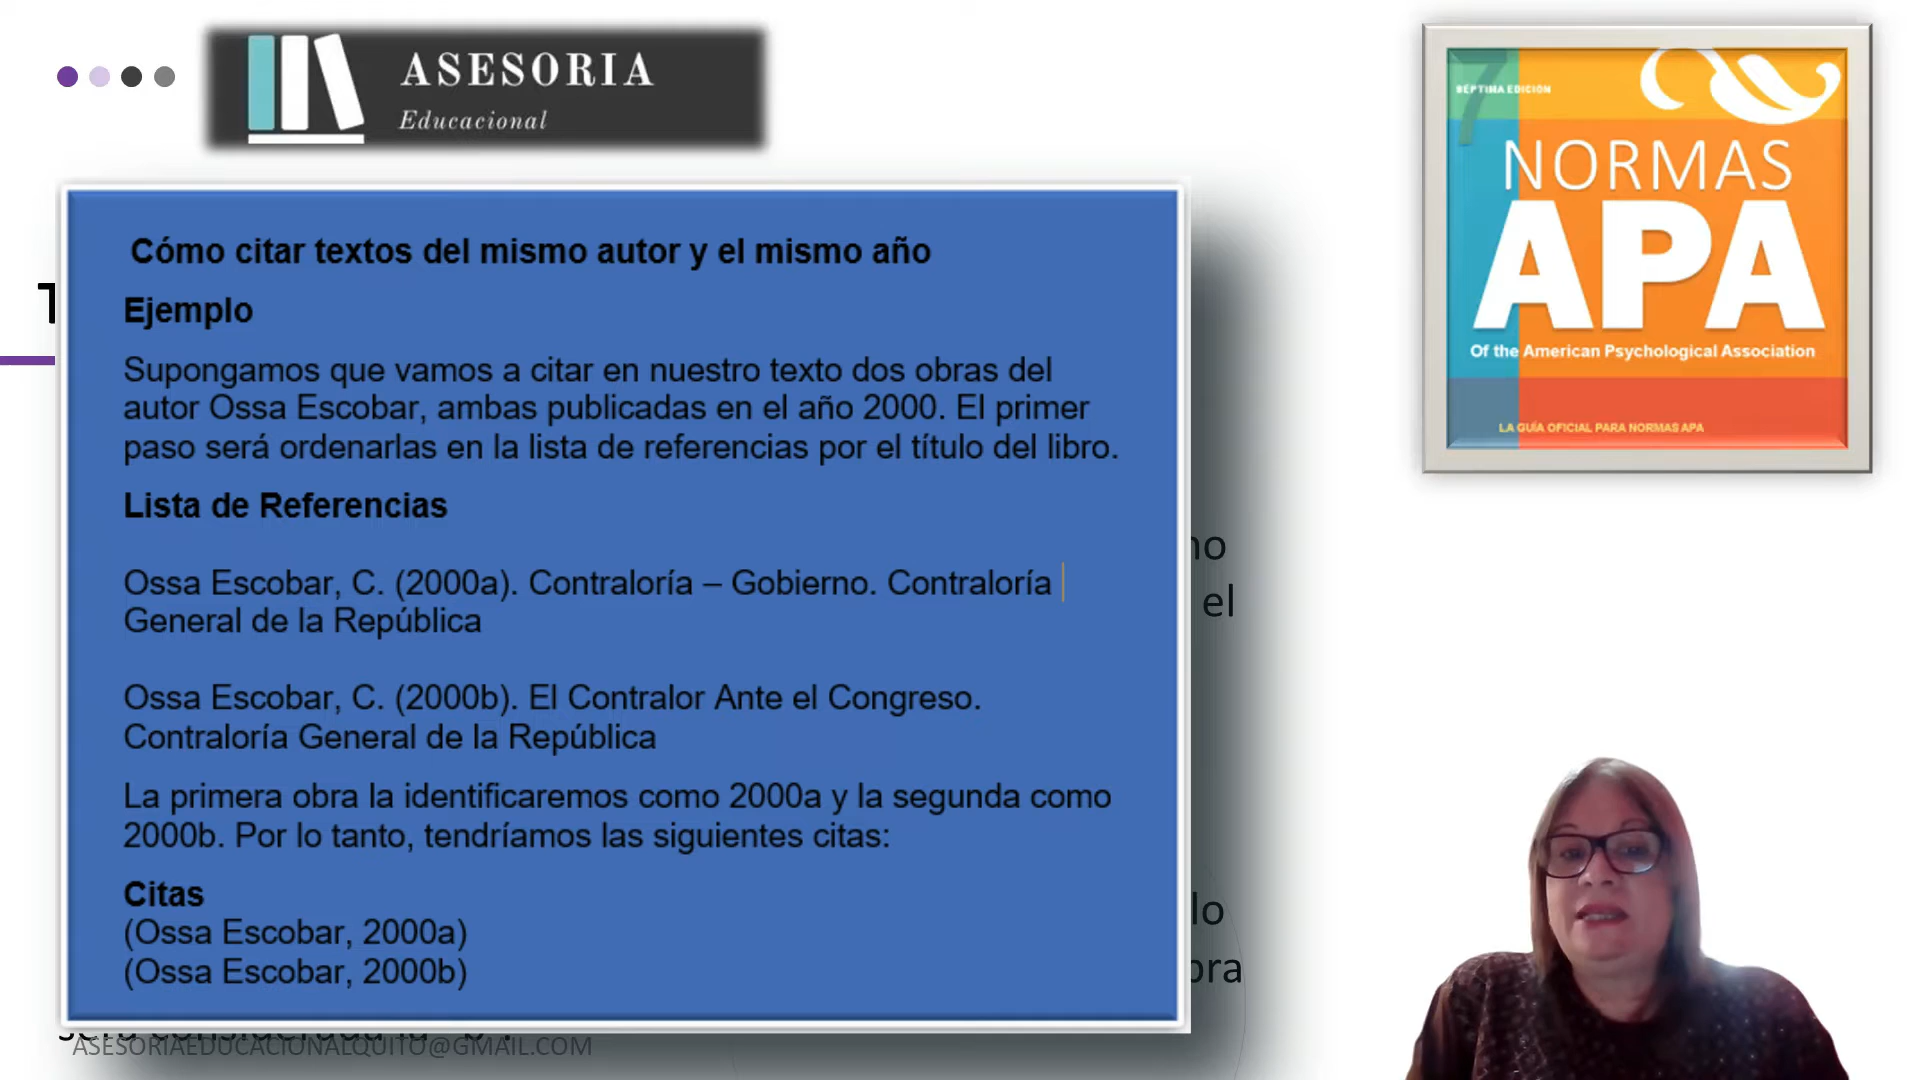 ASESORIA
Educacional
7
SÉPTIMA EDICIÓN
NORMAS
APA
Of the American Psychological Association
LA GUÍA OFICIAL PARA NORMAS APA
T
Cómo citar textos del mismo autor y el mismo año
Ejemplo
Supongamos que vamos a citar en nuestro texto dos obras del
autor Ossa Escobar, ambas publicadas en el año 2000. El primer
paso será ordenarlas en la lista de referencias por el título del libro.
Lista de Referencias
Ossa Escobar, C. (2000a). Contraloría – Gobierno. Contraloría
General de la República
Ossa Escobar, C. (2000b). El Contralor Ante el Congreso.
Contraloría General de la República
La primera obra la identificaremos como 2000a y la segunda como
2000b. Por lo tanto, tendríamos las siguientes citas:
Citas
(Ossa Escobar, 2000a)
(Ossa Escobar, 2000b)
el
lo
ASESORIAEDUCACIONALQUITO@GMAIL.COM